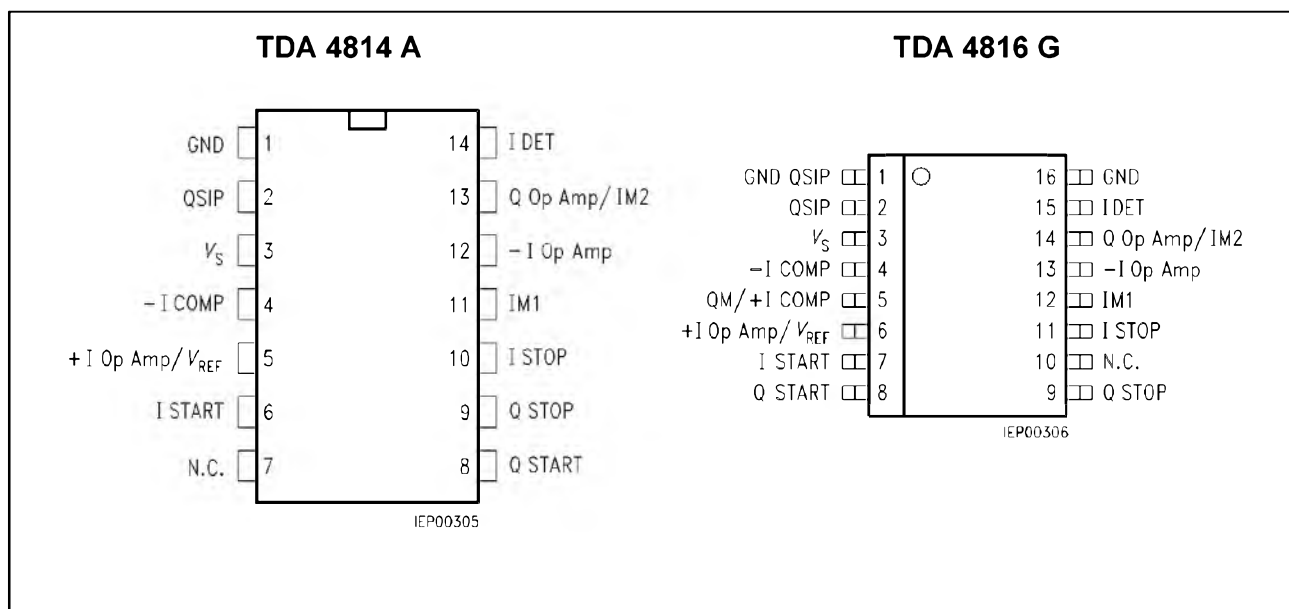 TDA 4814 A
GND 1
14 I DET
QSIP 2
13 Q Op Amp/IM2
VS 3
12 -I Op Amp
-I COMP 4
11 IM1
+I Op Amp/VREF 5
10 I STOP
I START 6
9 Q STOP
N.C. 7
8 Q START
IEP00305
TDA 4816 G
GND QSIP 1
16 GND
QSIP 2
15 I DET
VS 3
14 Q Op Amp/IM2
-I COMP 4
13 -I Op Amp
QM/+I COMP 5
12 IM1
+I Op Amp/VREF 6
11 I STOP
I START 7
10 N.C.
Q START 8
9 Q STOP
IEP00306